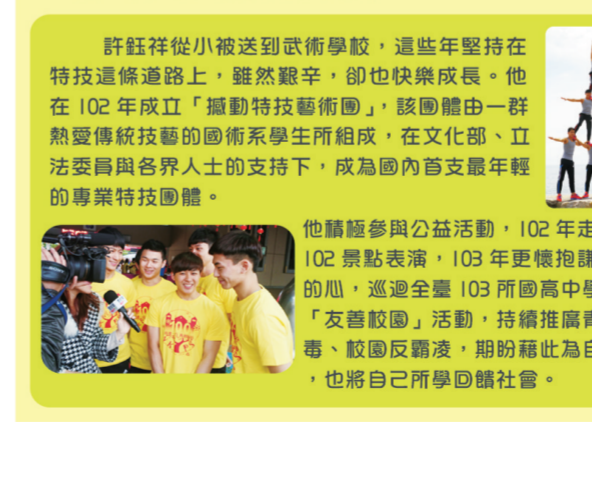 許鈺祥從小被送到武術學校，這些年堅持在
特技這條道路上，雖然艱辛，卻也快樂成長。他
在 102 年成立「撼動特技藝術團」，該團體由一群
熱愛傳統技藝的國術系學生所組成，在文化部、立
法委員與各界人士的支持下，成為國內首支最年輕
的專業特技團體。
他積極參與公益活動，102 年走
102 景點表演，103 年更懷抱謙
的心，巡迴全臺 103 所國高中學
「友善校園」活動，持續推廣青
毒、校園反霸凌，期盼藉此為自
，也將自己所學回饋社會。